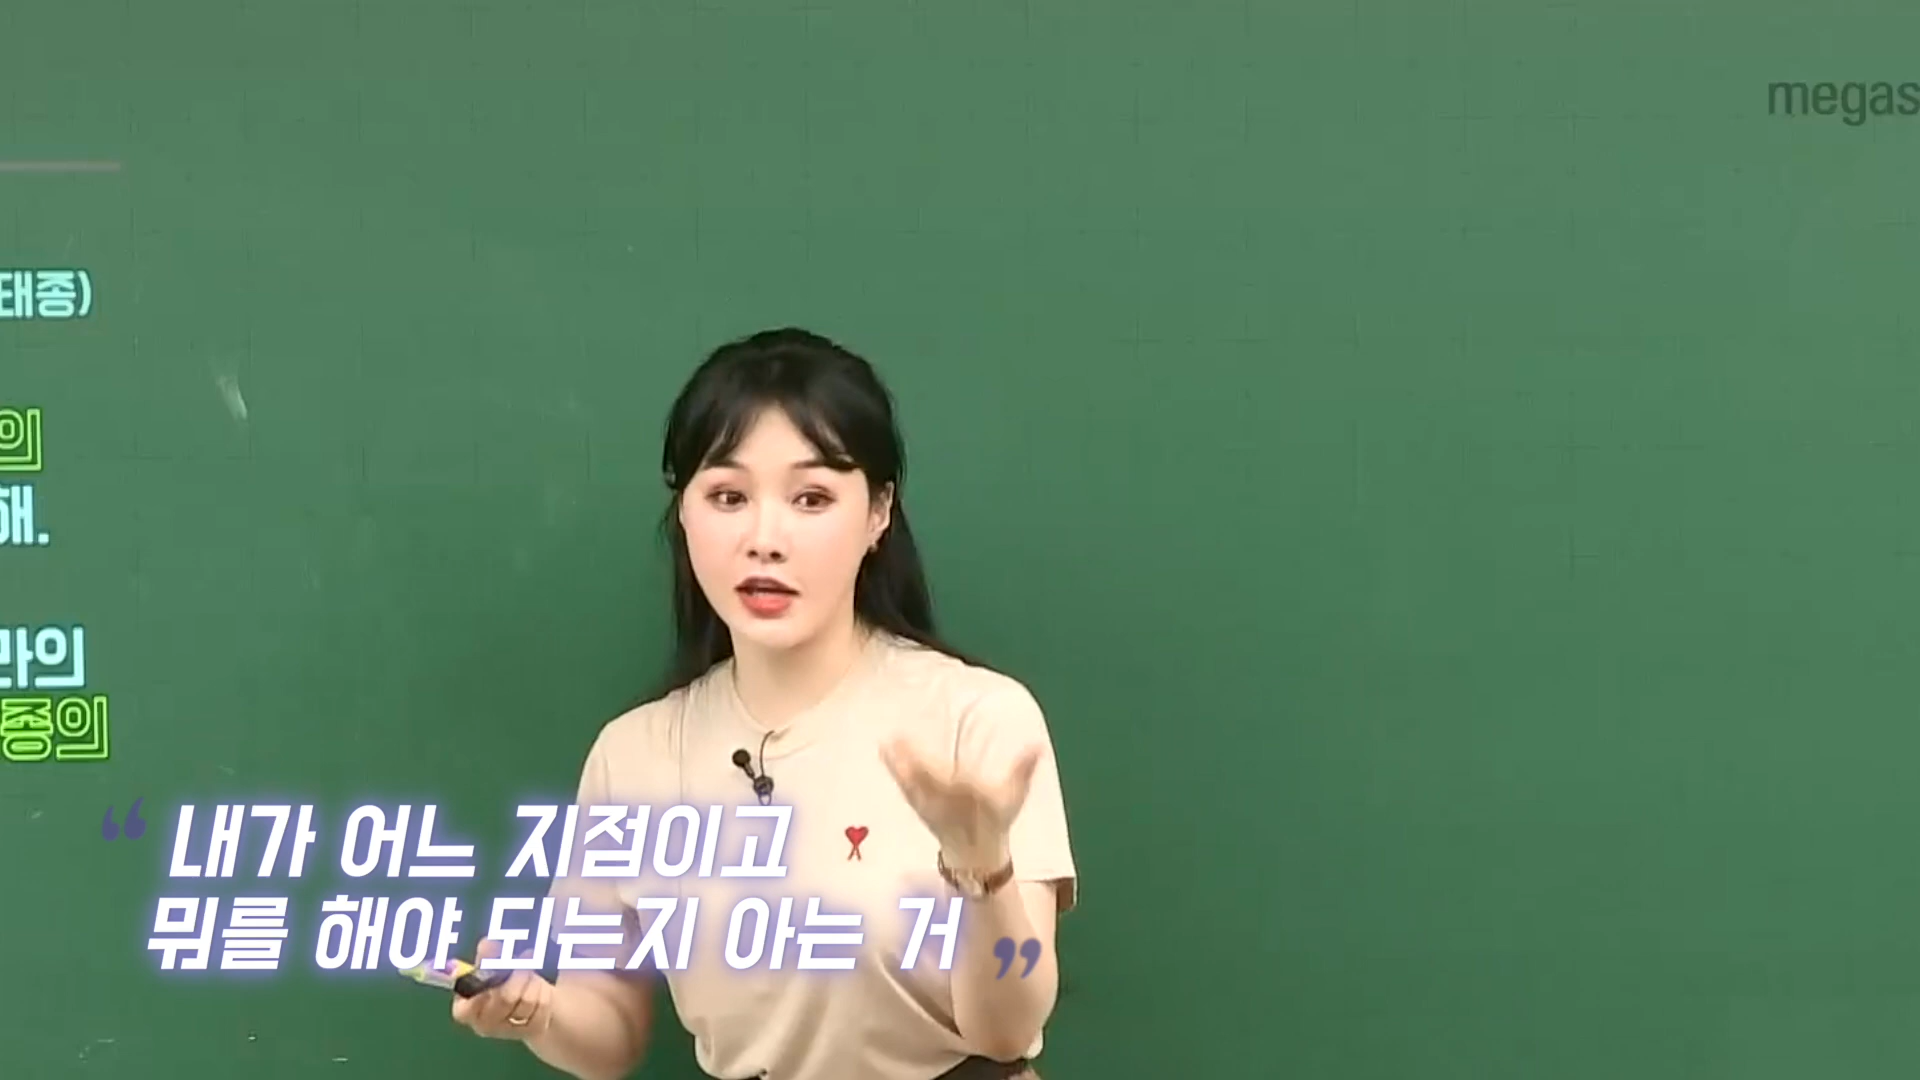 megas
태종)
의
해.
라의
종의
“내가 어느 지점이고
뭐를 해야 되는지 아는 거”